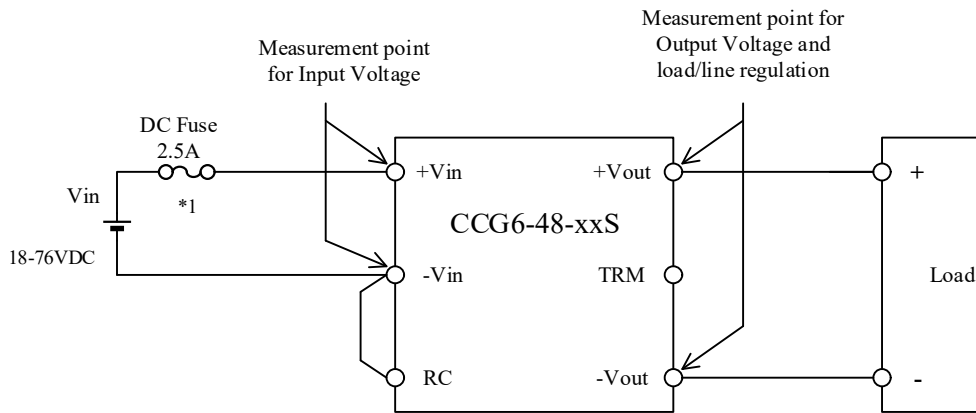 Measurement point
for Input Voltage
Measurement point for
Output Voltage and
load/line regulation
DC Fuse
2.5A
*1
Vin
18-76VDC
+Vin
+Vout
+
CCG6-48-xxS
-Vin
TRM
Load
RC
-Vout
-